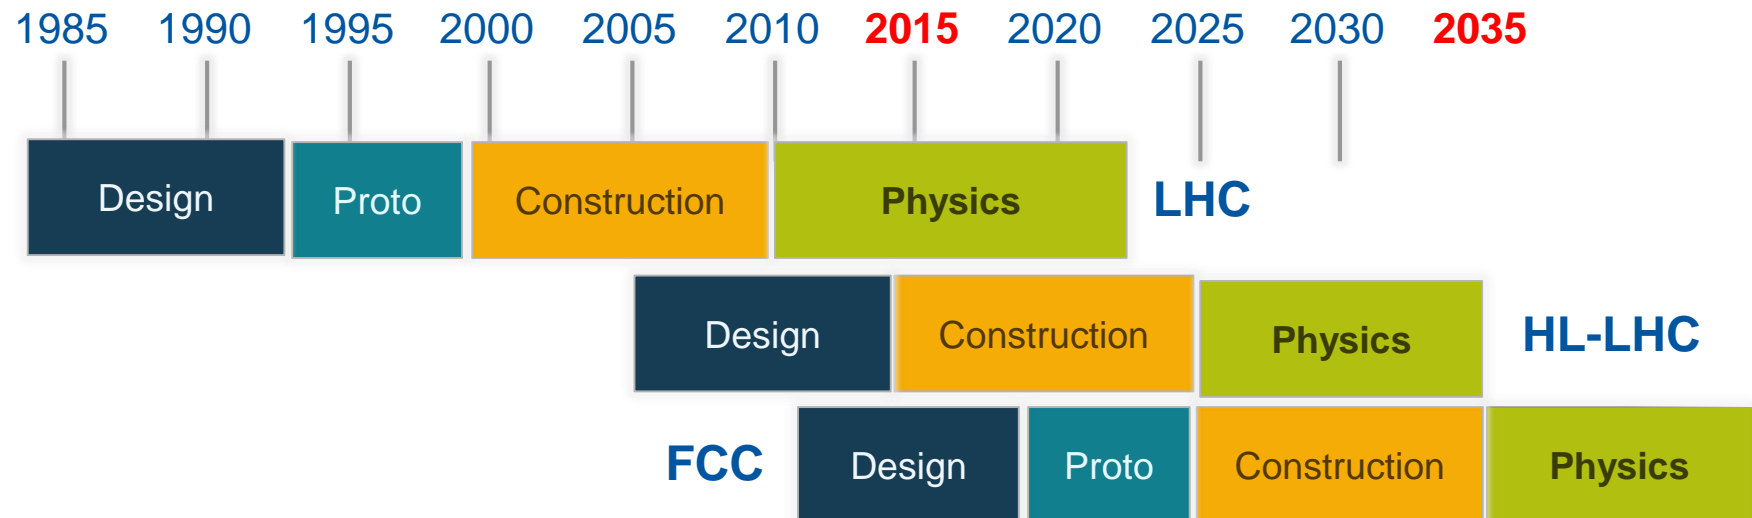 1985 1990 1995 2000 2005 2010 2015 2020 2025 2030 2035
Design Proto Construction Physics LHC
Design Construction Physics HL-LHC
FCC Design Proto Construction Physics